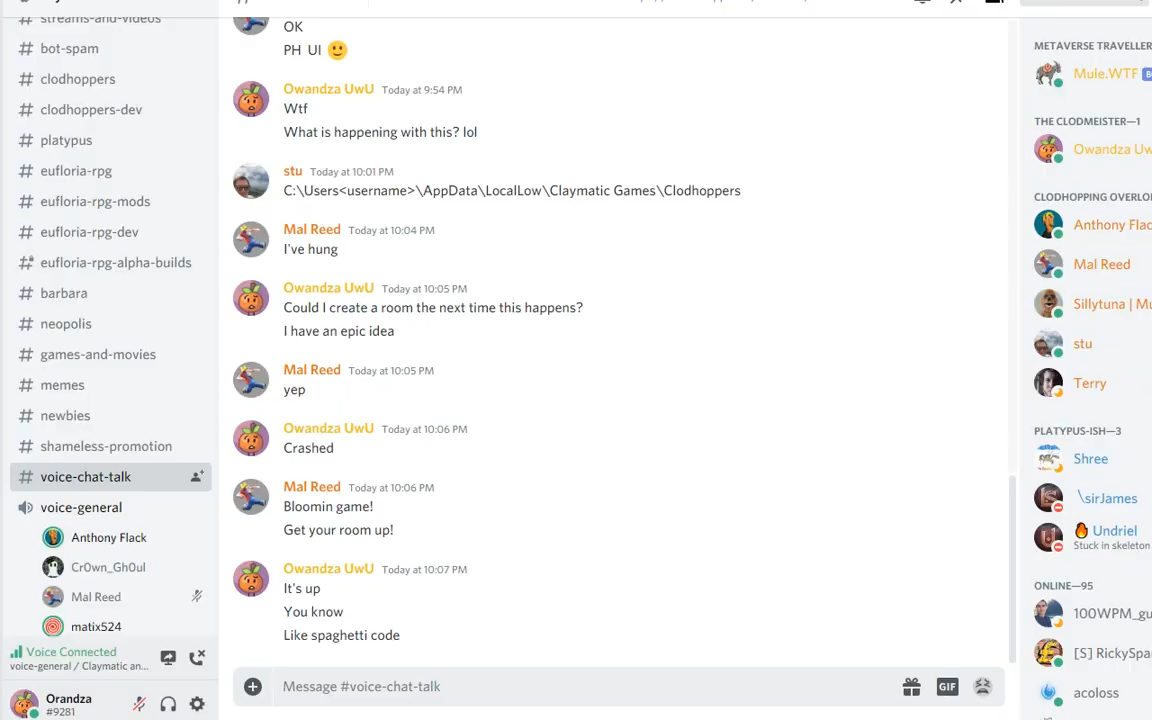 streams-and-videos
bot-spam
clodhoppers
clodhoppers-dev
platypus
eufloria-rpg
eufloria-rpg-mods
eufloria-rpg-dev
eufloria-rpg-alpha-builds
barbara
neopolis
games-and-movies
memes
newbies
shameless-promotion
voice-chat-talk
voice-general
Anthony Flack
Cr0wn_Gh0ul
Mal Reed
matix524
Voice Connected
voice-general / Claymatic an...
Orandza
#9281
OK
PH UI
Owandza UwU Today at 9:54 PM
Wtf
What is happening with this? lol
stu Today at 10:01 PM
C:\Users<username>\AppData\LocalLow\Claymatic Games\Clodhoppers
Mal Reed Today at 10:04 PM
I've hung
Owandza UwU Today at 10:05 PM
Could I create a room the next time this happens?
I have an epic idea
Mal Reed Today at 10:05 PM
yep
Owandza UwU Today at 10:06 PM
Crashed
Mal Reed Today at 10:06 PM
Bloomin game!
Get your room up!
Owandza UwU Today at 10:07 PM
It's up
You know
Like spaghetti code
Message #voice-chat-talk
GIF
METAVERSE TRAVELLER
Mule.WTF
THE CLODMEISTER—1
Owandza Uw
CLODHOPPING OVERLO
Anthony Flac
Mal Reed
Sillytuna | Mu
stu
Terry
PLATYPUS-ISH—3
Shree
\sirJames
Undriel
Stuck in skeleton
ONLINE—95
100WPM_gu
[S] RickySpa
acoloss